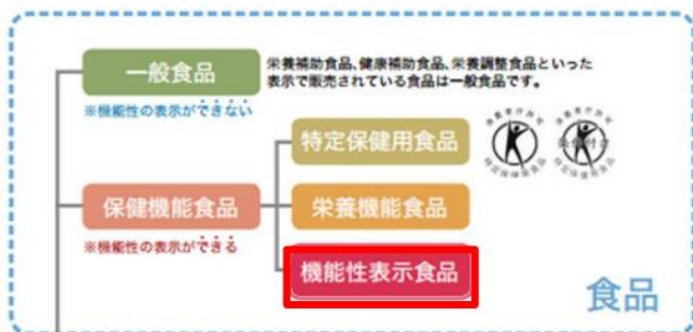 一般食品
栄養補助食品、健康補助食品、栄養調整食品といった
表示で販売されている食品は一般食品です。
※機能性の表示ができない
特定保健用食品
保健機能食品
栄養機能食品
※機能性の表示ができる
機能性表示食品
食品